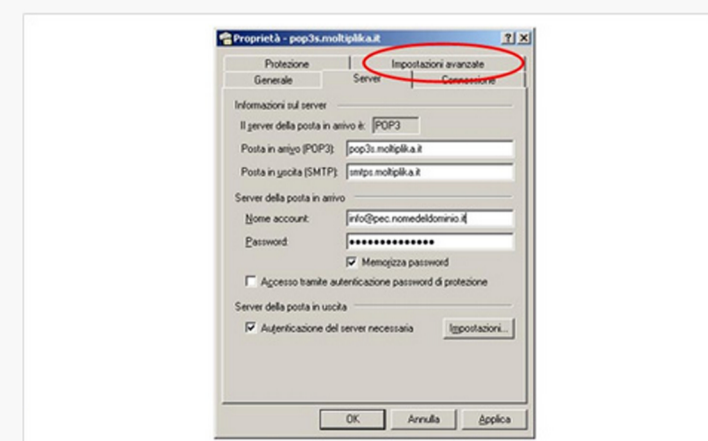 Proprietà - pop3s.moltiplika.it
Protezione Impostazioni avanzate
Generale Server Connessione
Informazioni sul server
Il server della posta in arrivo è: POP3
Posta in arrivo (POP3): pop3s.moltiplika.it
Posta in uscita (SMTP): smtps.moltiplika.it
Server della posta in arrivo
Nome account: info@pec.nomedeldominio.it
Password: ••••••••••••••
Memorizza password
Accesso tramite autenticazione password di protezione
Server della posta in uscita
Autenticazione del server necessaria Impostazioni...
OK Annulla Applica